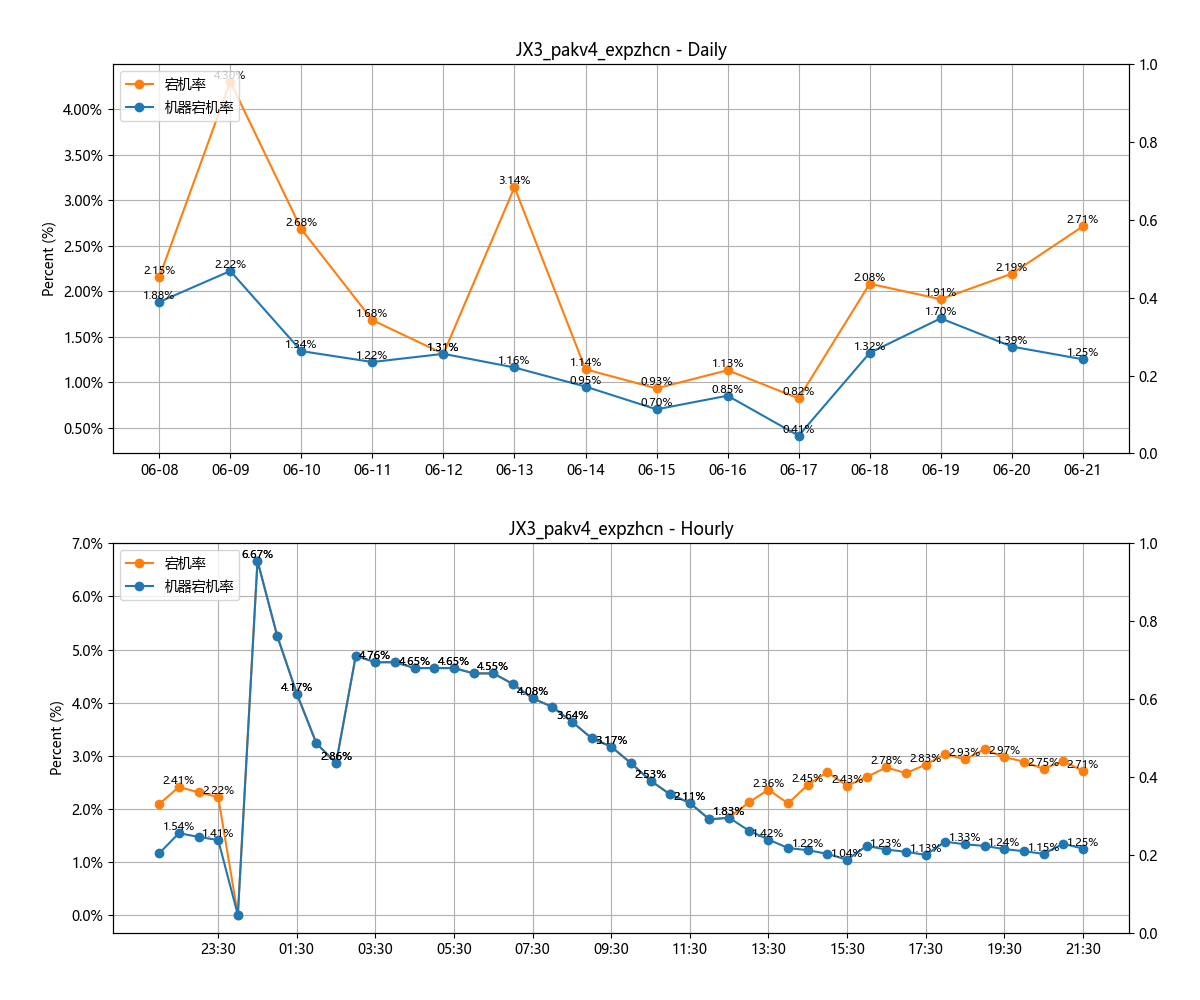 JX3_pakv4_expzhcn - Daily
宕机率
机器宕机率
Percent (%)
4.00%
3.50%
3.00%
2.50%
2.00%
1.50%
1.00%
0.50%
1.0
0.8
0.6
0.4
0.2
0.0
2.15% 4.30% 2.68% 1.68% 1.31% 3.14% 1.14% 0.93% 1.13% 0.82% 2.08% 1.91% 2.19% 2.71%
1.88% 2.22% 1.34% 1.22% 1.31% 1.16% 0.95% 0.70% 0.85% 0.41% 1.32% 1.70% 1.39% 1.25%
06-08 06-09 06-10 06-11 06-12 06-13 06-14 06-15 06-16 06-17 06-18 06-19 06-20 06-21
JX3_pakv4_expzhcn - Hourly
宕机率
机器宕机率
Percent (%)
7.0%
6.0%
5.0%
4.0%
3.0%
2.0%
1.0%
0.0%
1.0
0.8
0.6
0.4
0.2
0.0
2.41% 2.22% 6.67% 4.17% 2.86% 4.76% 4.65% 4.65% 4.55% 4.08% 3.64% 3.17% 2.53% 2.11% 1.83% 2.36% 2.45% 2.43% 2.78% 2.83% 2.93% 2.97% 2.75% 2.71%
1.54% 1.41% 1.42% 1.22% 1.04% 1.23% 1.13% 1.33% 1.24% 1.15% 1.25%
23:30 01:30 03:30 05:30 07:30 09:30 11:30 13:30 15:30 17:30 19:30 21:30